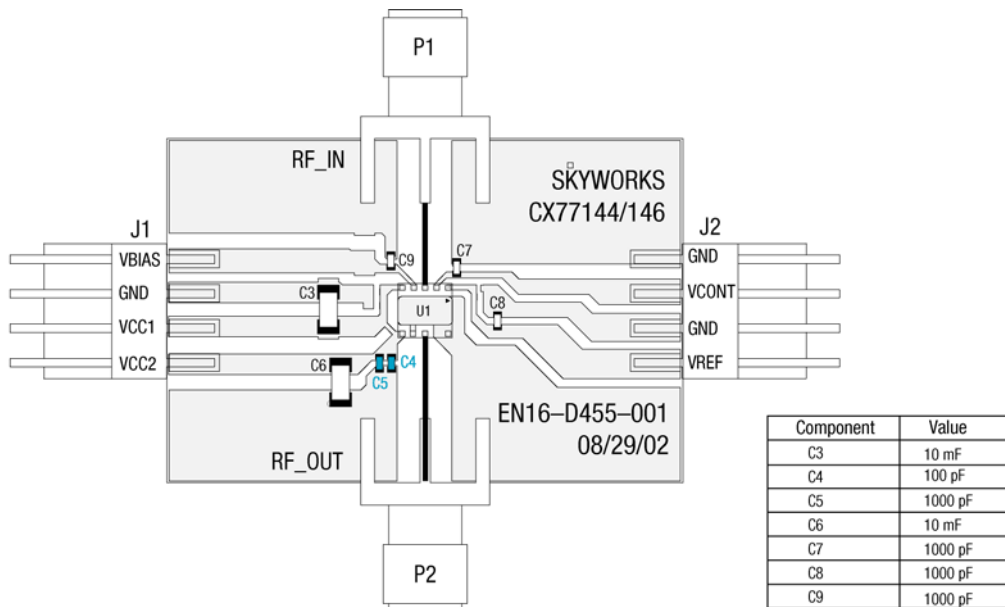 P1
RF_IN
SKYWORKS
CX77144/146
J1
J2
VBIAS
GND
VCC1
VCC2
C9
C7
GND
VCONT
GND
VREF
C3
U1
C8
C6
C5
C4
EN16–D455–001
08/29/02
RF_OUT
P2
Component Value
C3 10 mF
C4 100 pF
C5 1000 pF
C6 10 mF
C7 1000 pF
C8 1000 pF
C9 1000 pF